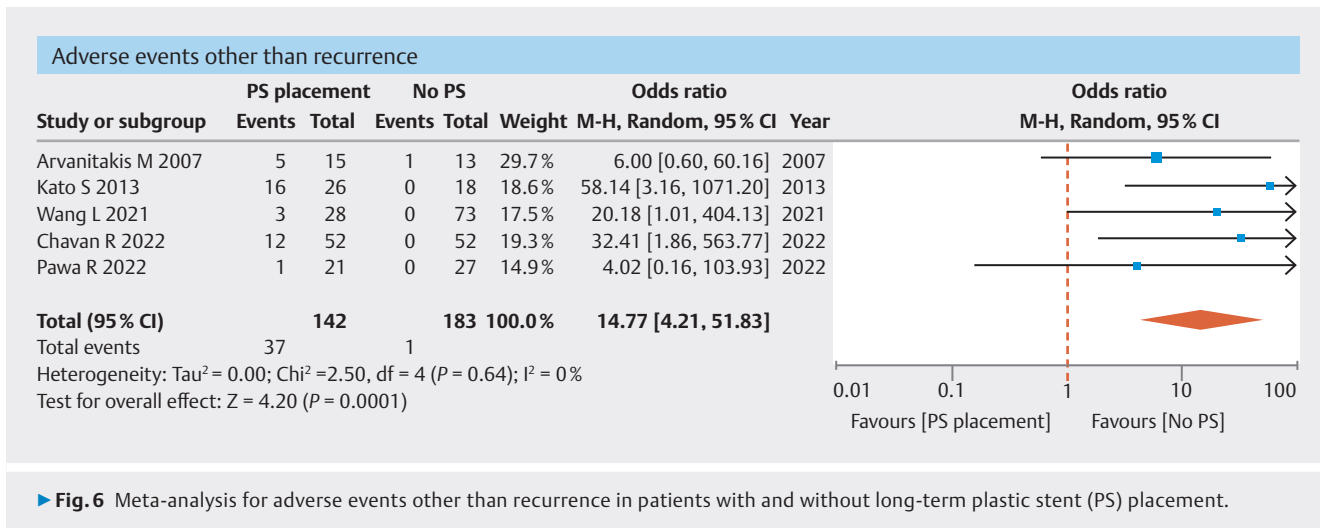 Adverse events other than recurrence
PS placement No PS Odds ratio Odds ratio
Study or subgroup Events Total Events Total Weight M-H, Random, 95 % CI Year M-H, Random, 95 % CI
Arvanitakis M 2007 5 15 1 13 29.7 % 6.00 [0.60, 60.16] 2007
Kato S 2013 16 26 0 18 18.6 % 58.14 [3.16, 1071.20] 2013
Wang L 2021 3 28 0 73 17.5 % 20.18 [1.01, 404.13] 2021
Chavan R 2022 12 52 0 52 19.3 % 32.41 [1.86, 563.77] 2022
Pawa R 2022 1 21 0 27 14.9 % 4.02 [0.16, 103.93] 2022
Total (95 % CI) 142 183 100.0 % 14.77 [4.21, 51.83]
Total events 37 1
Heterogeneity: Tau² = 0.00; Chi² =2.50, df = 4 (P = 0.64); I² = 0 %
Test for overall effect: Z = 4.20 (P = 0.0001)
0.01 0.1 1 10 100
Favours [PS placement] Favours [No PS]
▶ Fig. 6 Meta-analysis for adverse events other than recurrence in patients with and without long-term plastic stent (PS) placement.